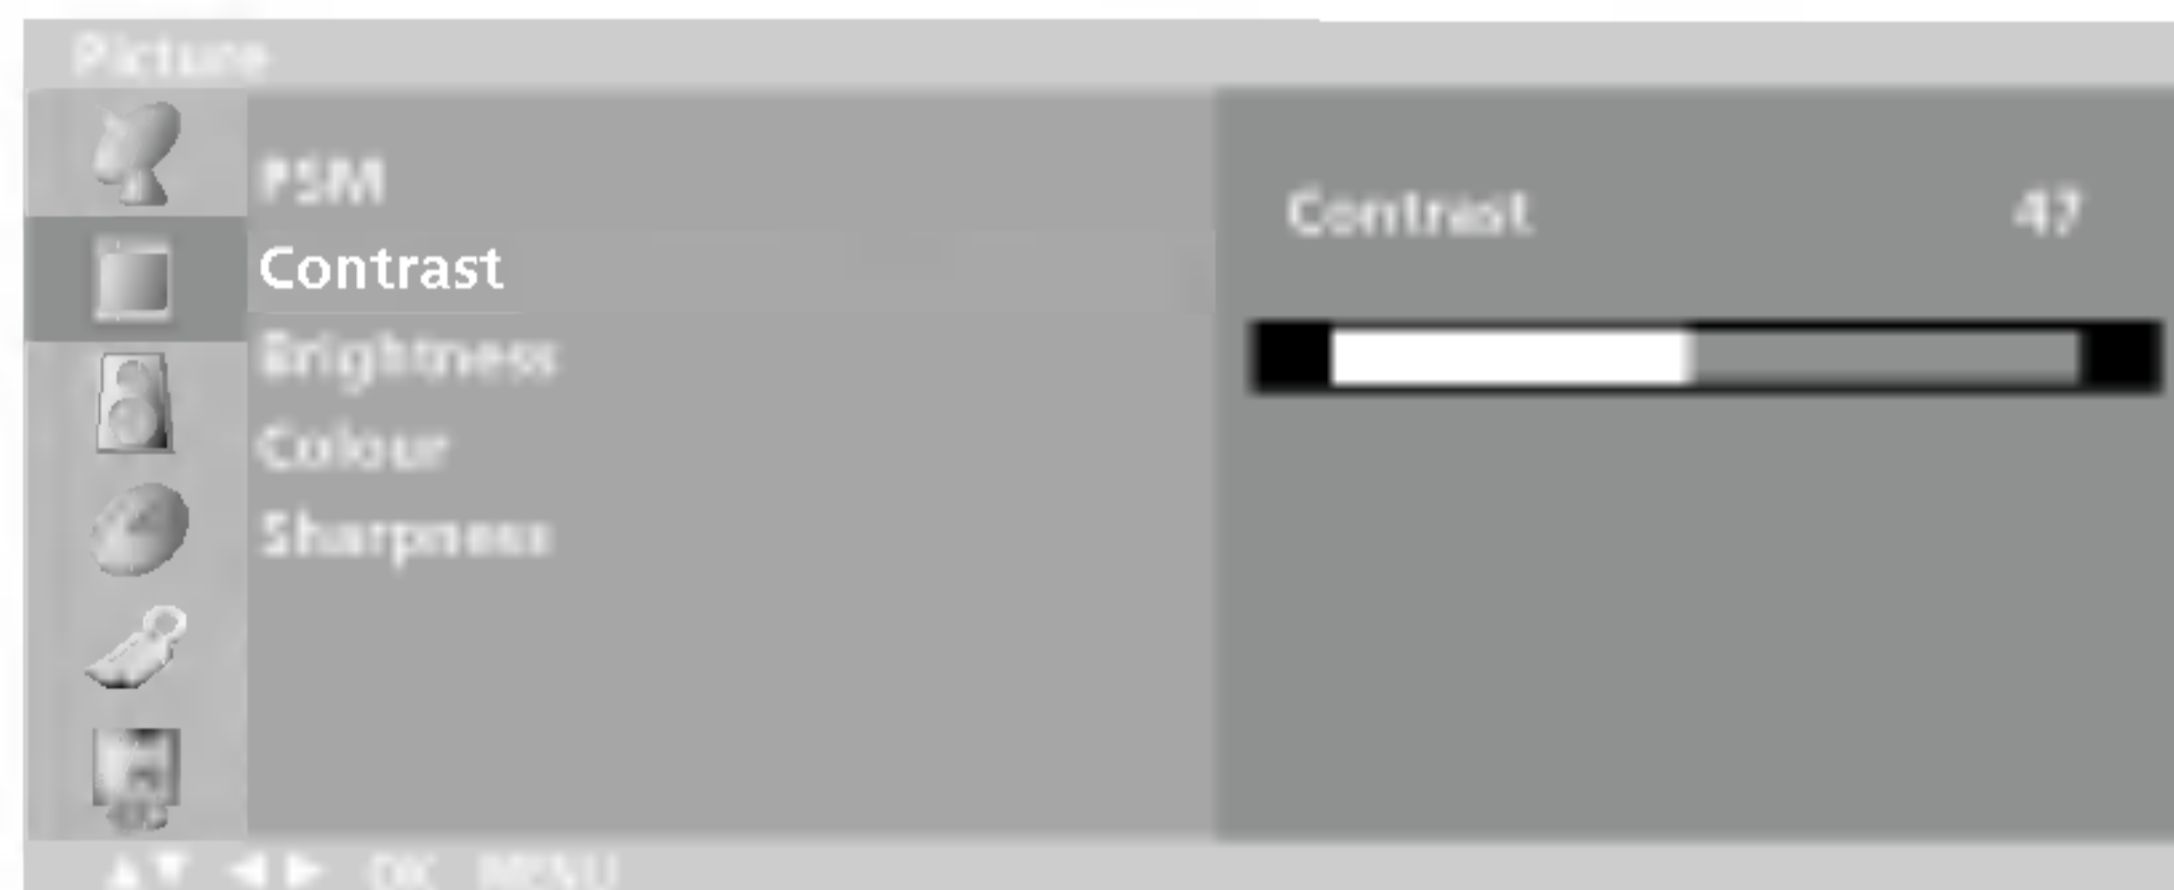 Picture
PSM
Contrast
Brightness
Colour
Sharpness
Contrast 47
▲▼ ◀ ▶ OK MENU